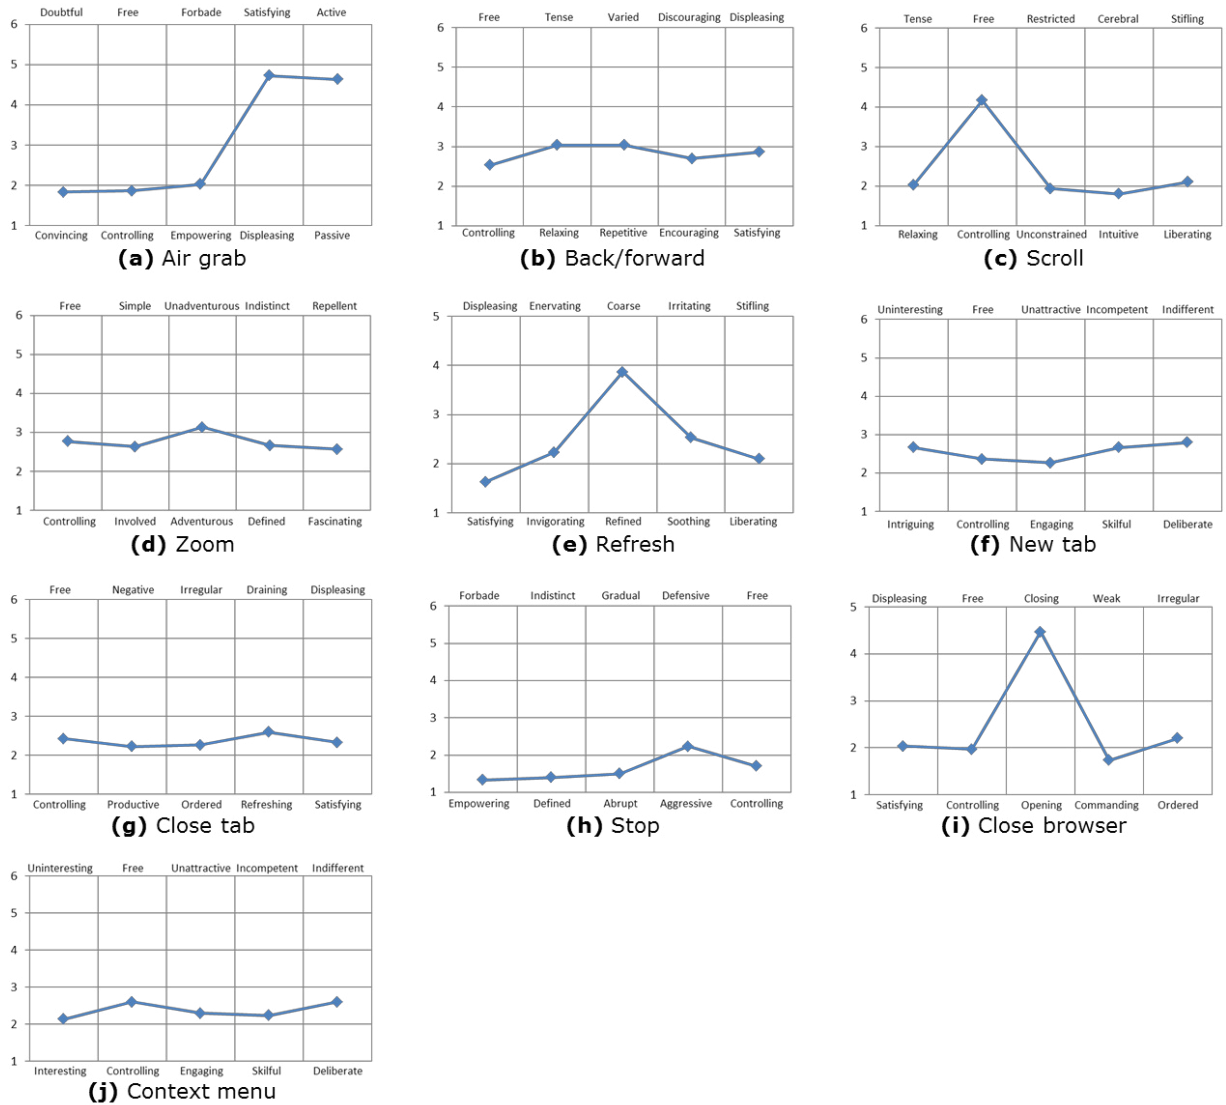 Doubtful Free Forbade Satisfying Active
6
5
4
3
2
1
Convincing Controlling Empowering Displeasing Passive
(a) Air grab
Free Tense Varied Discouraging Displeasing
6
5
4
3
2
1
Controlling Relaxing Repetitive Encouraging Satisfying
(b) Back/forward
Tense Free Restricted Cerebral Stifling
6
5
4
3
2
1
Relaxing Controlling Unconstrained Intuitive Liberating
(c) Scroll
Free Simple Unadventurous Indistinct Repellent
6
5
4
3
2
1
Controlling Involved Adventurous Defined Fascinating
(d) Zoom
Displeasing Enervating Coarse Irritating Stifling
5
4
3
2
1
Satisfying Invigorating Refined Soothing Liberating
(e) Refresh
Uninteresting Free Unattractive Incompetent Indifferent
6
5
4
3
2
1
Intriguing Controlling Engaging Skilful Deliberate
(f) New tab
Free Negative Irregular Draining Displeasing
6
5
4
3
2
1
Controlling Productive Ordered Refreshing Satisfying
(g) Close tab
Forbade Indistinct Gradual Defensive Free
6
5
4
3
2
1
Empowering Defined Abrupt Aggressive Controlling
(h) Stop
Displeasing Free Closing Weak Irregular
5
4
3
2
1
Satisfying Controlling Opening Commanding Ordered
(i) Close browser
Uninteresting Free Unattractive Incompetent Indifferent
6
5
4
3
2
1
Interesting Controlling Engaging Skilful Deliberate
(j) Context menu